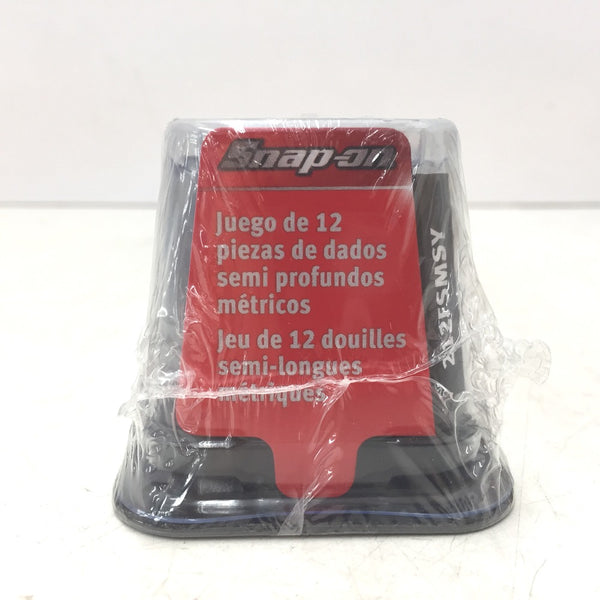 Snap-on
Juego de 12
piezas de dados
semi profundos
métricos
Jeu de 12 douilles
semi-longues
métriques
212FSMSY